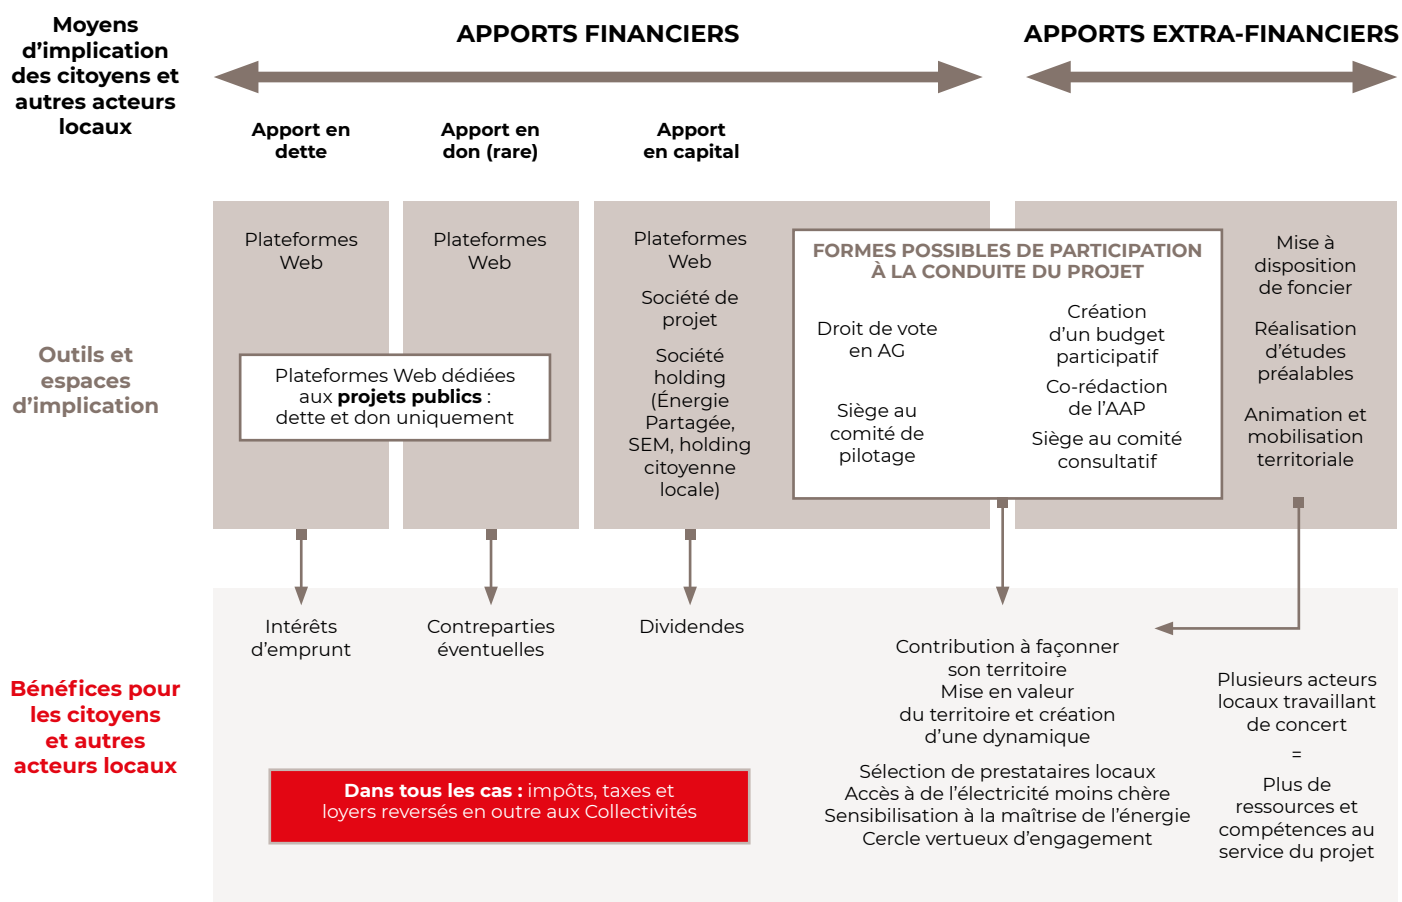 Moyens
d'implication
des citoyens et
autres acteurs
locaux
APPORTS FINANCIERS
APPORTS EXTRA-FINANCIERS
Apport en
dette
Apport en
don (rare)
Apport
en capital
Outils et
espaces
d'implication
Plateformes
Web
Plateformes
Web
Plateformes Web dédiées
aux projets publics :
dette et don uniquement
Plateformes
Web
Société de
projet
Société
holding
(Énergie
Partagée,
SEM, holding
citoyenne
locale)
FORMES POSSIBLES DE PARTICIPATION
À LA CONDUITE DU PROJET
Droit de vote
en AG
Siège au
comité de
pilotage
Création
d'un budget
participatif
Co-rédaction
de l'AAP
Siège au comité
consultatif
Mise à
disposition
de foncier
Réalisation
d'études
préalables
Animation et
mobilisation
territoriale
Bénéfices pour
les citoyens
et autres
acteurs locaux
Intérêts
d'emprunt
Contreparties
éventuelles
Dividendes
Dans tous les cas : impôts, taxes et
loyers reversés en outre aux Collectivités
Contribution à façonner
son territoire
Mise en valeur
du territoire et création
d'une dynamique
Sélection de prestataires locaux
Accès à de l'électricité moins chère
Sensibilisation à la maîtrise de l'énergie
Cercle vertueux d'engagement
Plusieurs acteurs
locaux travaillant
de concert
=
Plus de
ressources et
compétences au
service du projet